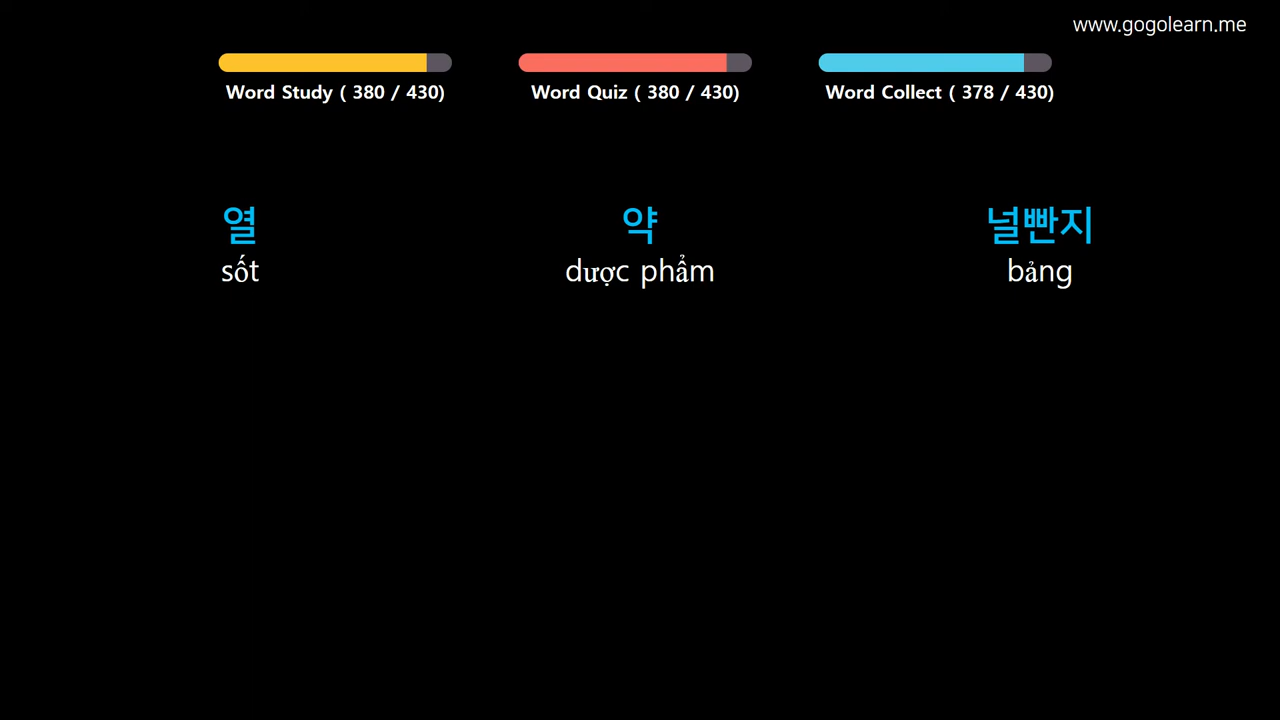 www.gogolearn.me
Word Study ( 380 / 430)
Word Quiz ( 380 / 430)
Word Collect ( 378 / 430)
열
sốt
약
dược phẩm
널빤지
bảng